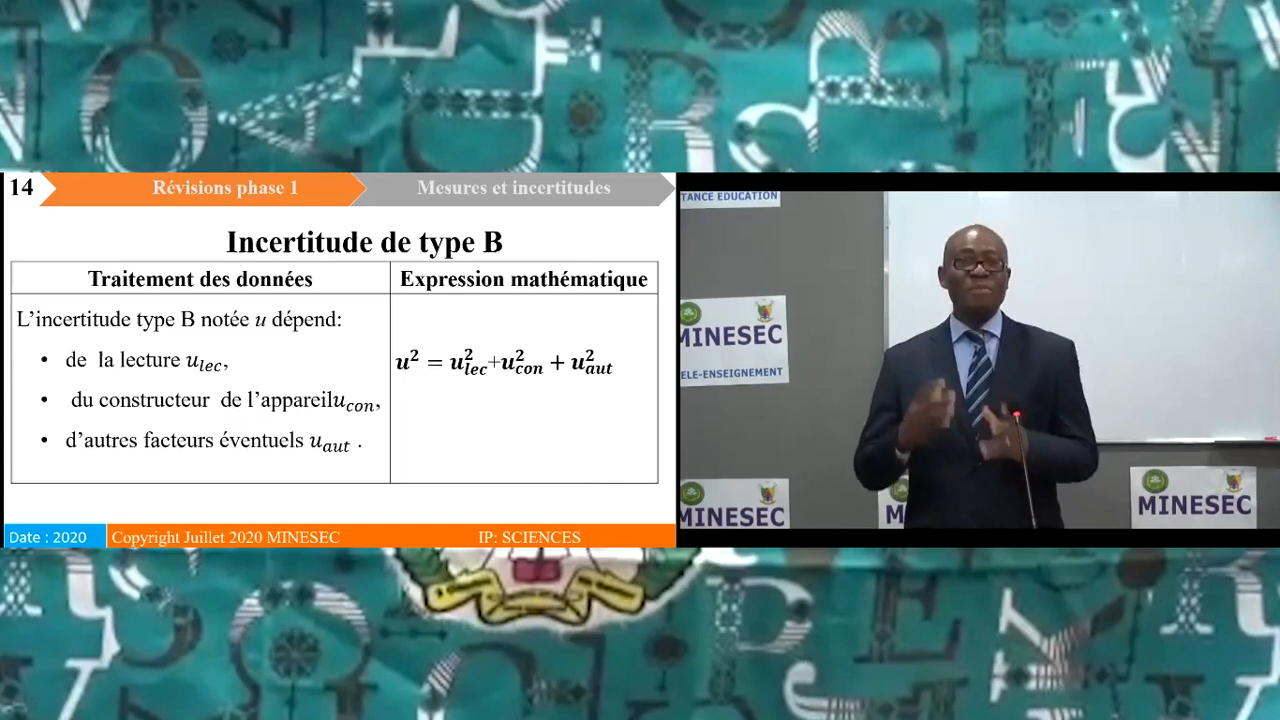 14
Révisions phase 1
Mesures et incertitudes
Incertitude de type B
Traitement des données
Expression mathématique
L’incertitude type B notée u dépend:
• de la lecture u_lec,
• du constructeur de l’appareilu_con,
• d’autres facteurs éventuels u_aut .
u² = u²_lec+u²_con + u²_aut
Date : 2020
Copyright Juillet 2020 MINESEC
IP: SCIENCES
TANCE EDUCATION
MINESEC
ELE-ENSEIGNEMENT
MINESEC
M
MINESEC